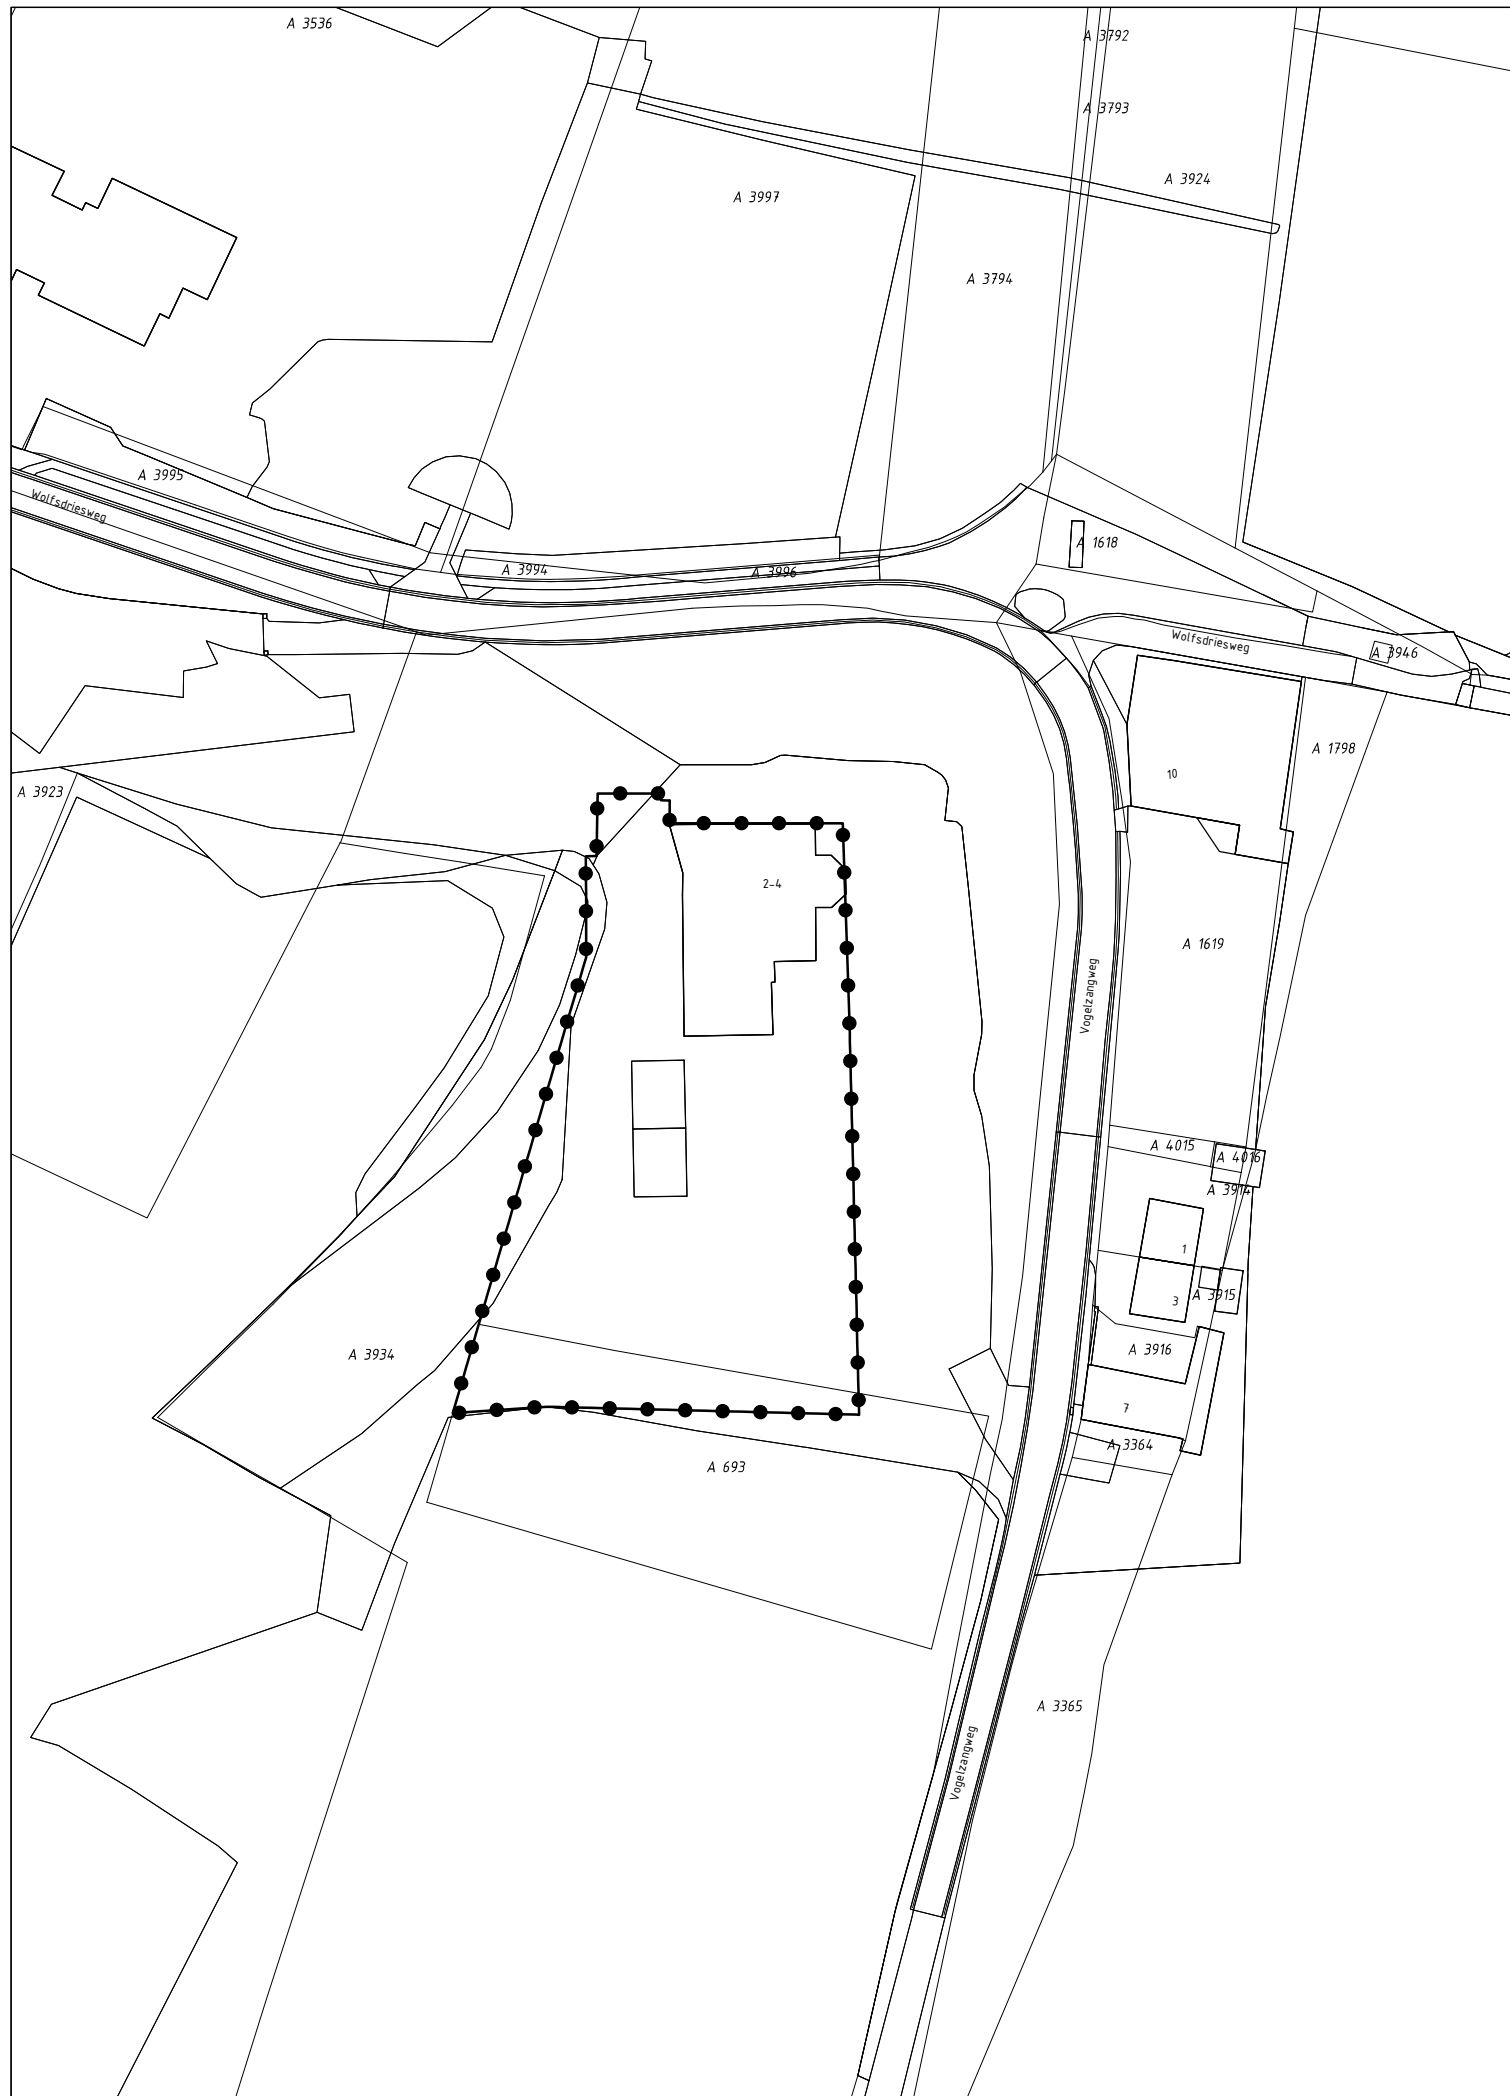 A 3536
A 3792
A 3793
A 3924
A 3997
A 3794
A 3995
Wolfsdriesweg
A 1618
A 3994
A 3996
Wolfsdriesweg
A 3946
A 1798
10
A 3923
2-4
A 1619
Vogelzangweg
A 4015
A 4016
A 3914
1
A 3915
3
A 3934
A 3916
7
A 3364
A 693
A 3365
Vogelzangweg